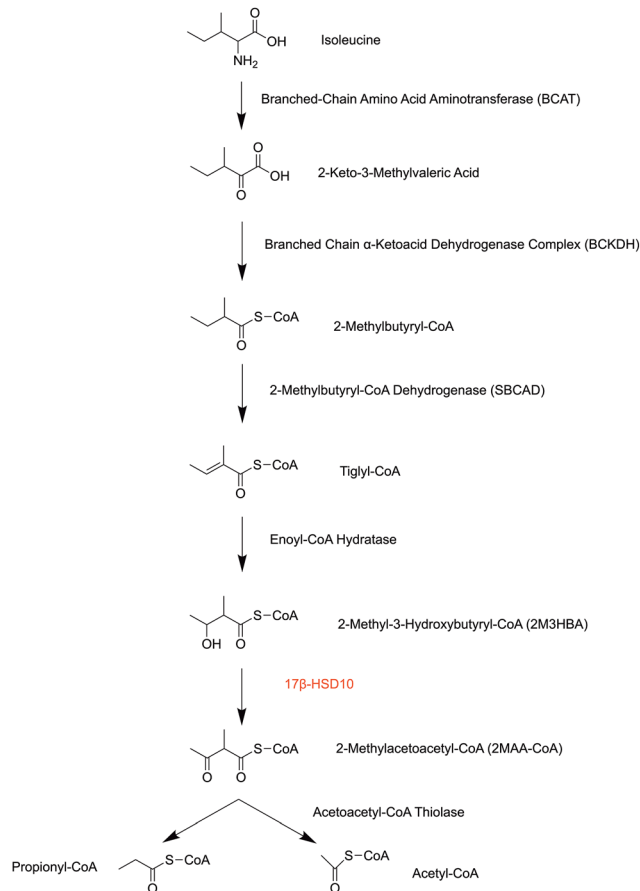 O
OH
NH2
Isoleucine
Branched-Chain Amino Acid Aminotransferase (BCAT)
O
OH
O
2-Keto-3-Methylvaleric Acid
Branched Chain α-Ketoacid Dehydrogenase Complex (BCKDH)
S–CoA
O
2-Methylbutyryl-CoA
2-Methylbutyryl-CoA Dehydrogenase (SBCAD)
S–CoA
O
Tiglyl-CoA
Enoyl-CoA Hydratase
S–CoA
OH
O
2-Methyl-3-Hydroxybutyryl-CoA (2M3HBA)
17β-HSD10
S–CoA
O
O
2-Methylacetoacetyl-CoA (2MAA-CoA)
Acetoacetyl-CoA Thiolase
Propionyl-CoA
S–CoA
O
S–CoA
O
Acetyl-CoA